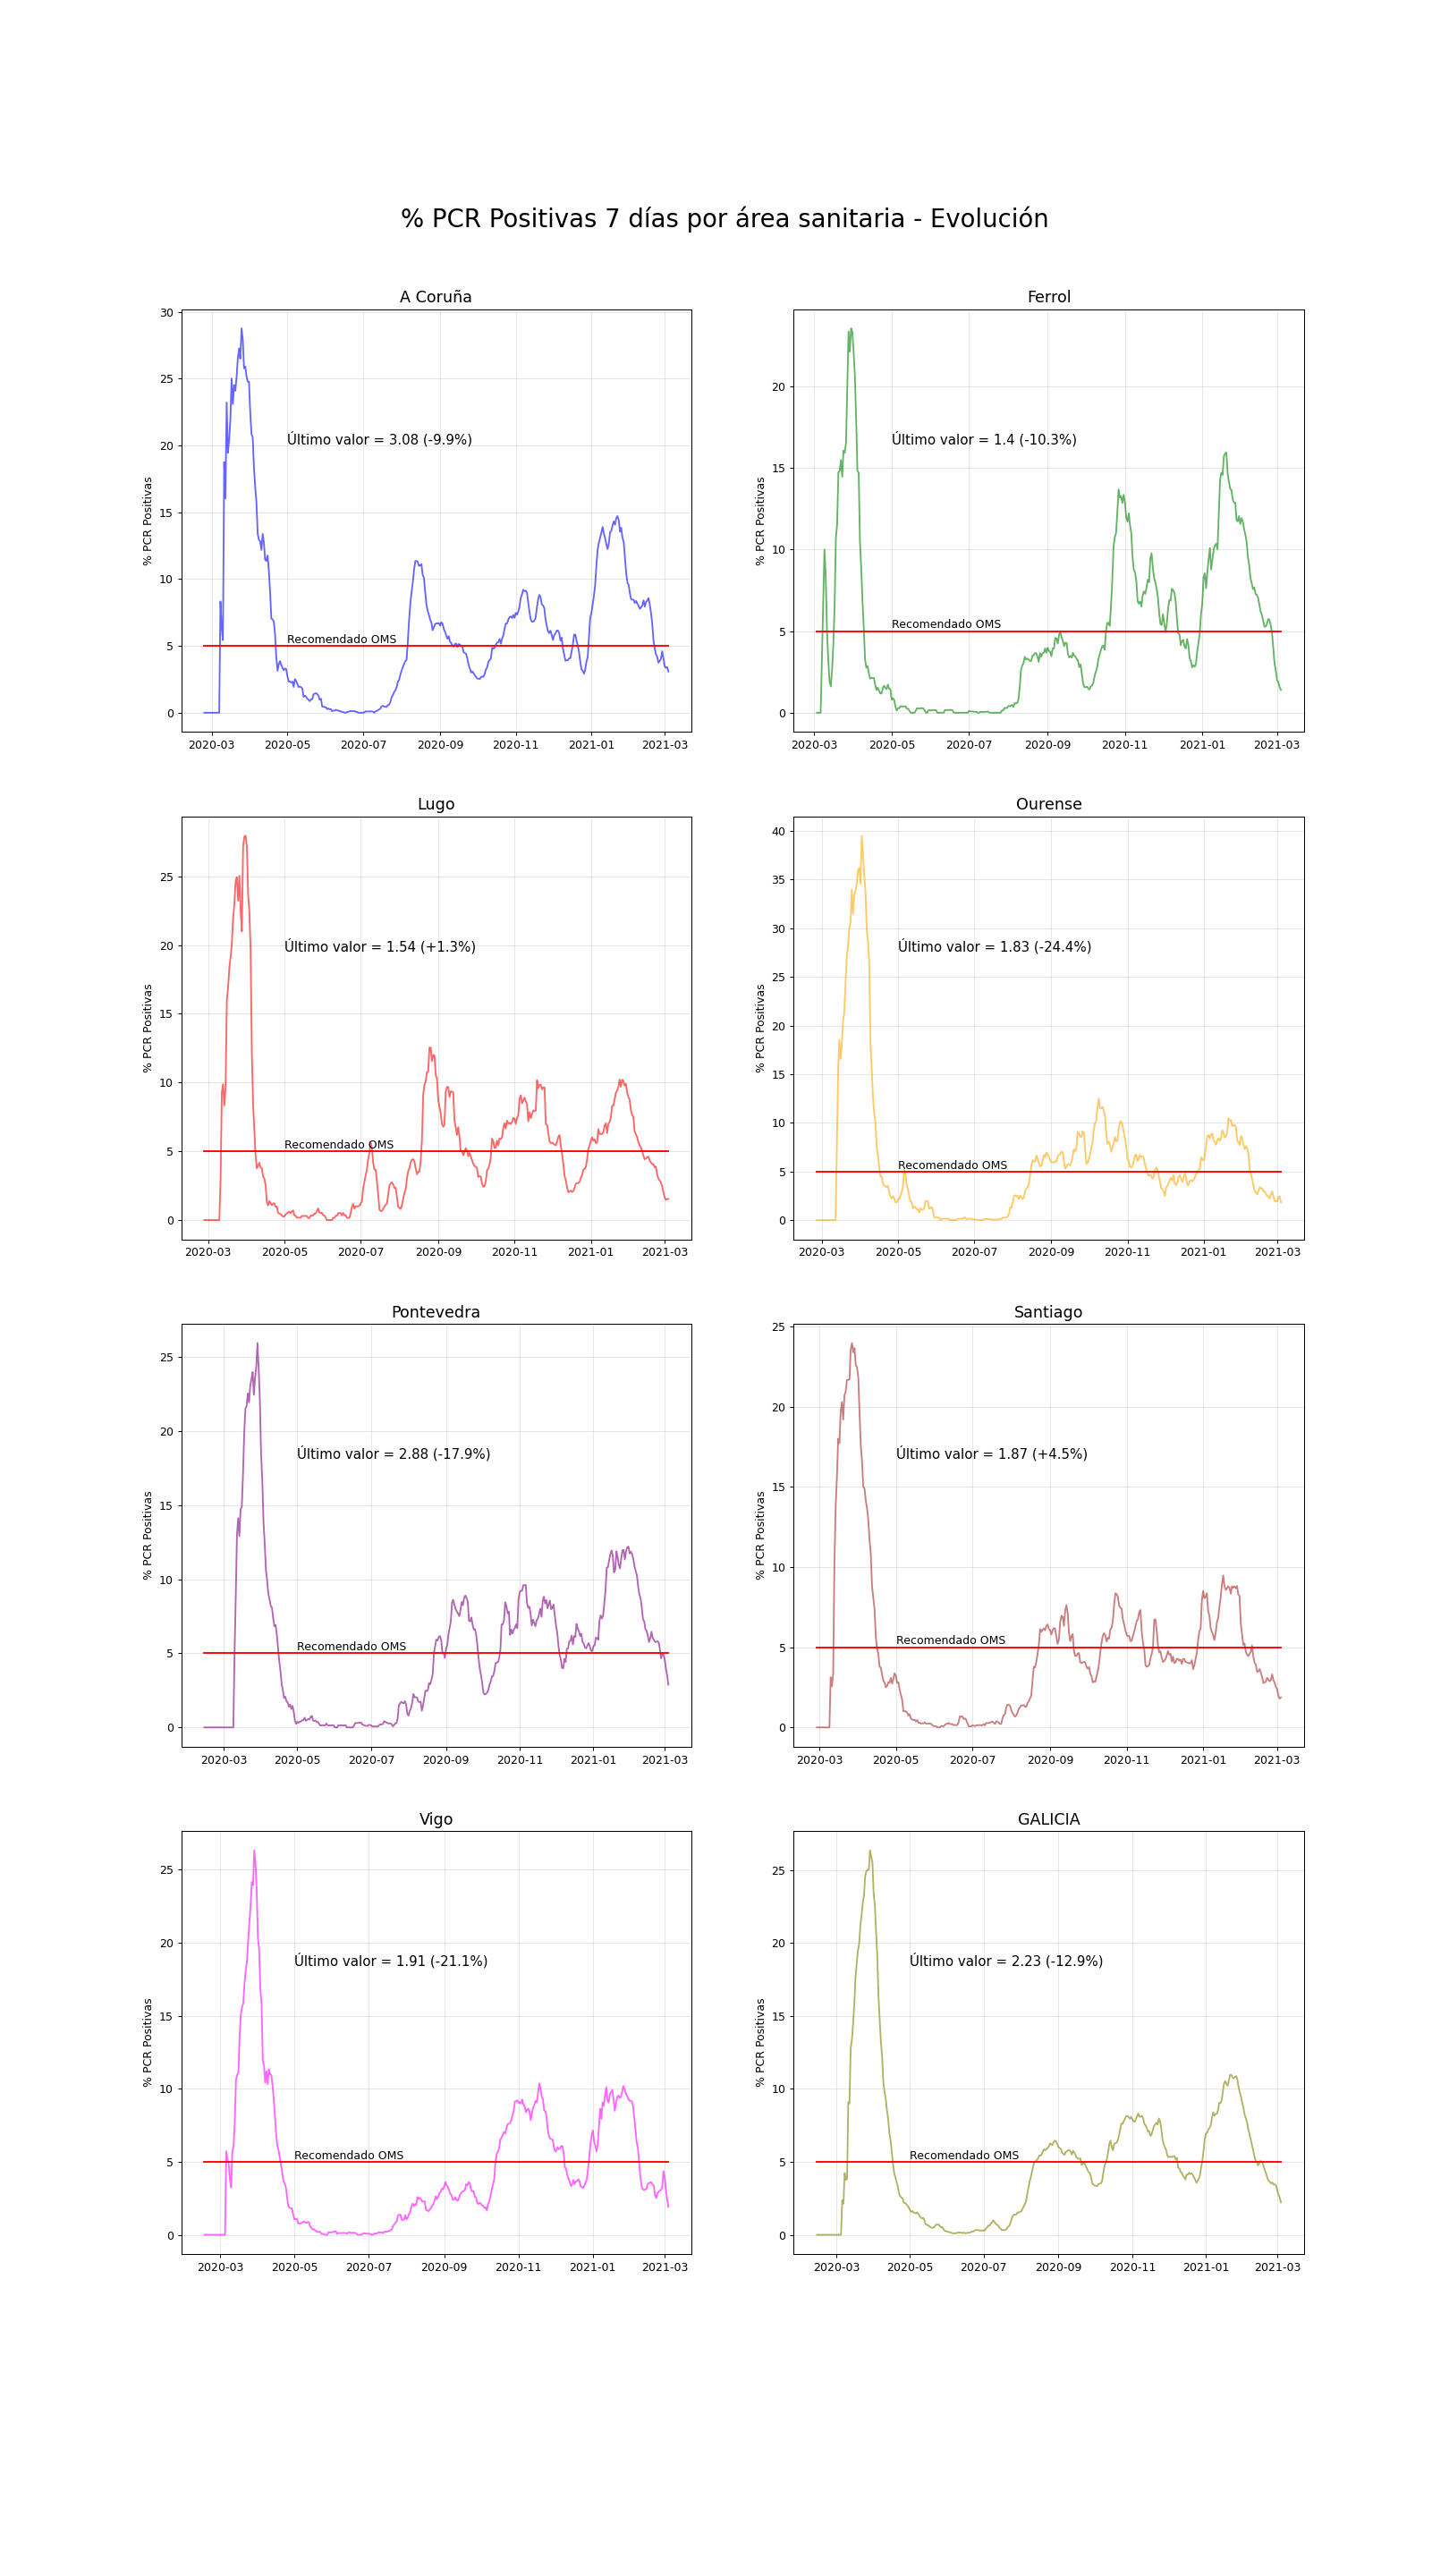 % PCR Positivas 7 días por área sanitaria - Evolución
A Coruña
% PCR Positivas
30
25
20
15
10
5
0
Último valor = 3.08 (-9.9%)
Recomendado OMS
2020-03 2020-05 2020-07 2020-09 2020-11 2021-01 2021-03
Ferrol
% PCR Positivas
20
15
10
5
0
Último valor = 1.4 (-10.3%)
Recomendado OMS
2020-03 2020-05 2020-07 2020-09 2020-11 2021-01 2021-03
Lugo
% PCR Positivas
25
20
15
10
5
0
Último valor = 1.54 (+1.3%)
Recomendado OMS
2020-03 2020-05 2020-07 2020-09 2020-11 2021-01 2021-03
Ourense
% PCR Positivas
40
35
30
25
20
15
10
5
0
Último valor = 1.83 (-24.4%)
Recomendado OMS
2020-03 2020-05 2020-07 2020-09 2020-11 2021-01 2021-03
Pontevedra
% PCR Positivas
25
20
15
10
5
0
Último valor = 2.88 (-17.9%)
Recomendado OMS
2020-03 2020-05 2020-07 2020-09 2020-11 2021-01 2021-03
Santiago
% PCR Positivas
25
20
15
10
5
0
Último valor = 1.87 (+4.5%)
Recomendado OMS
2020-03 2020-05 2020-07 2020-09 2020-11 2021-01 2021-03
Vigo
% PCR Positivas
25
20
15
10
5
0
Último valor = 1.91 (-21.1%)
Recomendado OMS
2020-03 2020-05 2020-07 2020-09 2020-11 2021-01 2021-03
GALICIA
% PCR Positivas
25
20
15
10
5
0
Último valor = 2.23 (-12.9%)
Recomendado OMS
2020-03 2020-05 2020-07 2020-09 2020-11 2021-01 2021-03